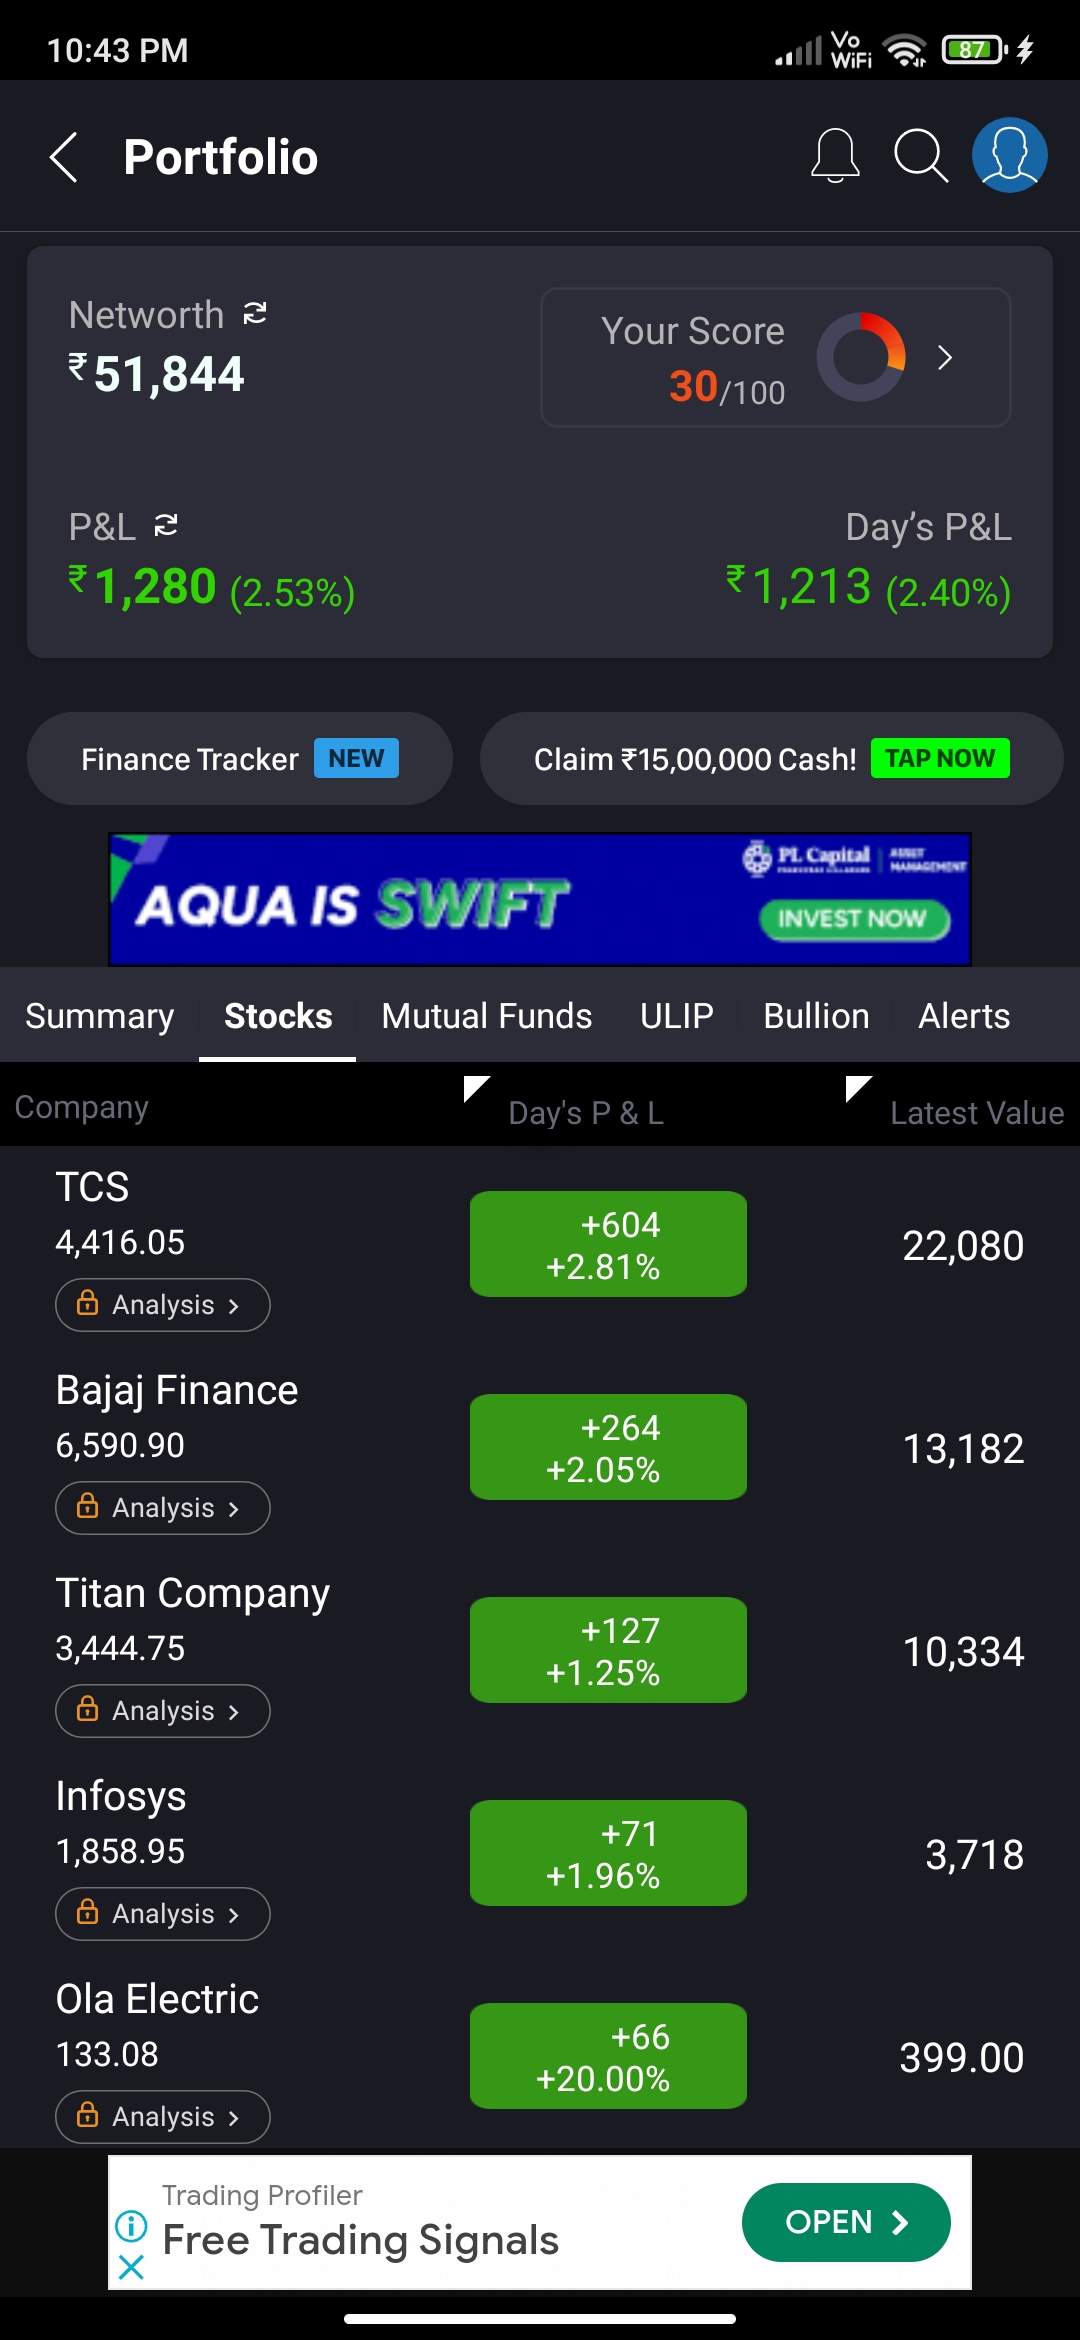 10:43 PM
Vo WiFi
87
Portfolio
Networth
₹51,844
Your Score
30/100
P&L
₹1,280 (2.53%)
Day’s P&L
₹1,213 (2.40%)
Finance Tracker NEW
Claim ₹15,00,000 Cash! TAP NOW
AQUA IS SWIFT
PL Capital
ASSET MANAGEMENT
INVEST NOW
Summary Stocks Mutual Funds ULIP Bullion Alerts
Company Day's P & L Latest Value
TCS
4,416.05
Analysis
+604
+2.81%
22,080
Bajaj Finance
6,590.90
Analysis
+264
+2.05%
13,182
Titan Company
3,444.75
Analysis
+127
+1.25%
10,334
Infosys
1,858.95
Analysis
+71
+1.96%
3,718
Ola Electric
133.08
Analysis
+66
+20.00%
399.00
Trading Profiler
Free Trading Signals
OPEN